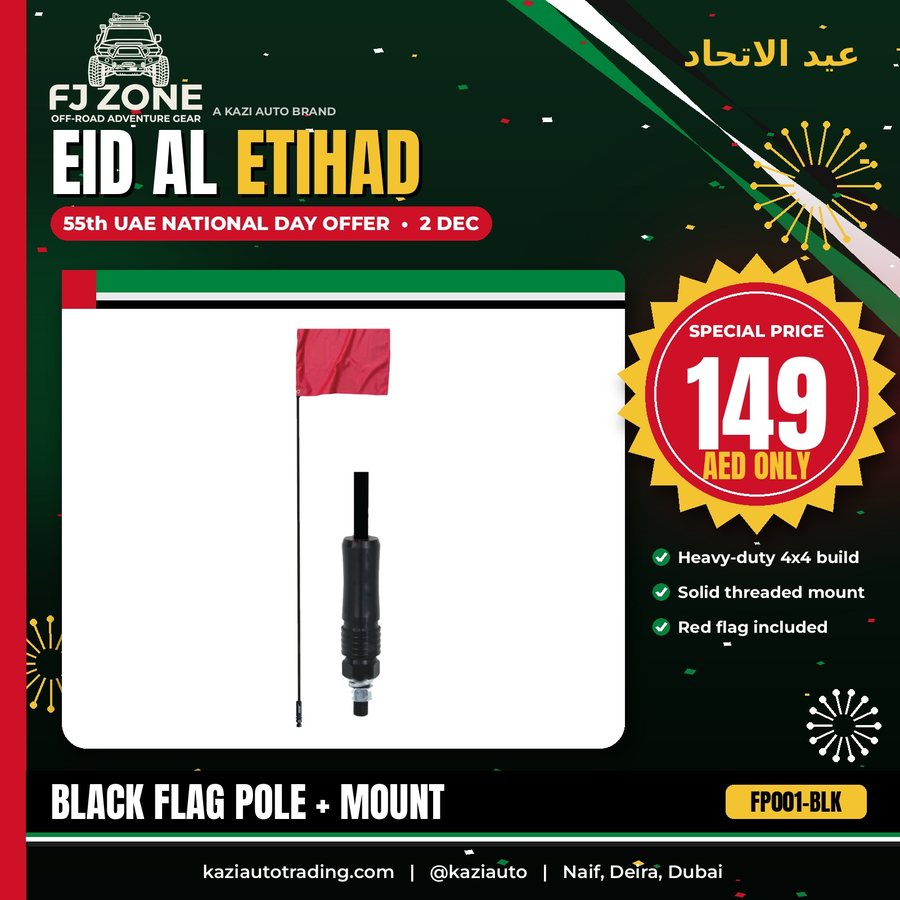 عيد الاتحاد
FJ ZONE
OFF-ROAD ADVENTURE GEAR
A KAZI AUTO BRAND
EID AL ETIHAD
55th UAE NATIONAL DAY OFFER • 2 DEC
SPECIAL PRICE
149
AED ONLY
Heavy-duty 4x4 build
Solid threaded mount
Red flag included
BLACK FLAG POLE + MOUNT
FP001-BLK
kaziautotrading.com | @kaziauto | Naif, Deira, Dubai